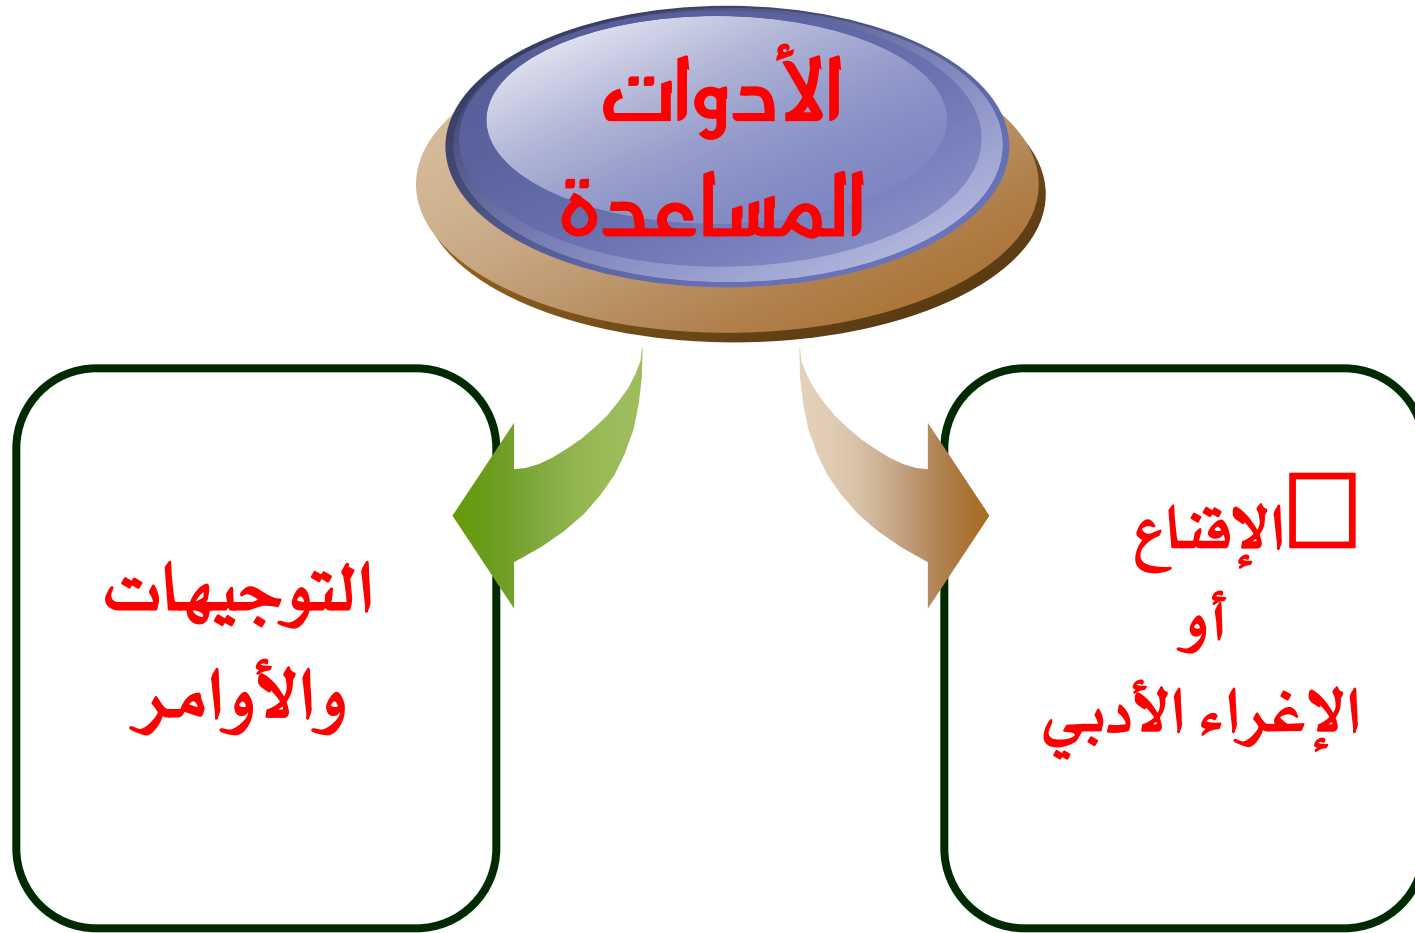 الأدوات
المساعدة
الإقناع
أو
الإغراء الأدبي
التوجيهات
والأوامر